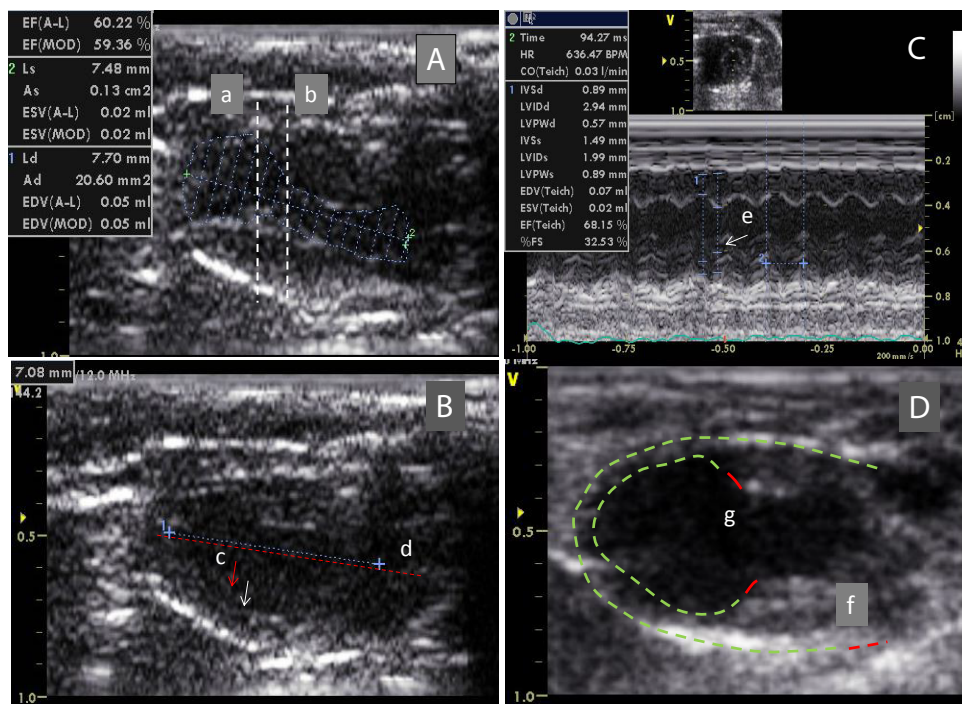 EF(A-L) 60.22 %
EF(MOD) 59.36 %
2 Ls 7.48 mm
As 0.13 cm2
ESV(A-L) 0.02 ml
ESV(MOD) 0.02 ml
1 Ld 7.70 mm
Ad 20.60 mm2
EDV(A-L) 0.05 ml
EDV(MOD) 0.05 ml
A
a
b
2
1.0
2 Time 94.27 ms
HR 636.47 BPM
CO(Teich) 0.03 l/min
1 IVSd 0.89 mm
LVIDd 2.94 mm
LVPWd 0.57 mm
IVSs 1.49 mm
LVIDs 1.99 mm
LVPWs 0.89 mm
EDV(Teich) 0.07 ml
ESV(Teich) 0.02 ml
EF(Teich) 68.15 %
%FS 32.53 %
V
0.5
1.0
C
[cm]
0.2
0.4
0.6
0.8
1.0
1
2
e
-1.00
-0.75
-0.50
-0.25
0.00
200 mm/s
7.08 mm
/12.0 MHz
14.2
V
B
0.5
1
c
d
1.0
V
D
0.5
g
f
1.0